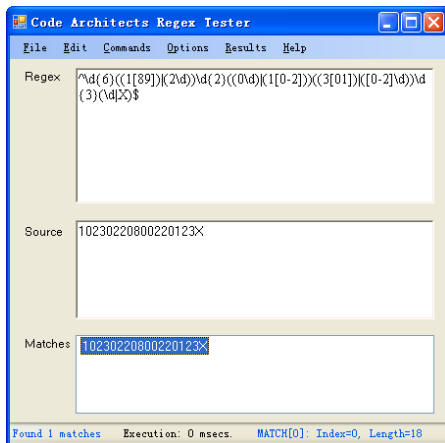 Code Architects Regex Tester
File Edit Commands Options Results Help
Regex
^\d{6}((1[89])|(2\d))\d{2}((0\d)|(1[0-2]))((3[01])|([0-2]\d))\d
{3}(\d|X)$
Source
10230220800220123X
Matches
10230220800220123X
Found 1 matches Execution: 0 msecs. MATCH[0]: Index=0, Length=18